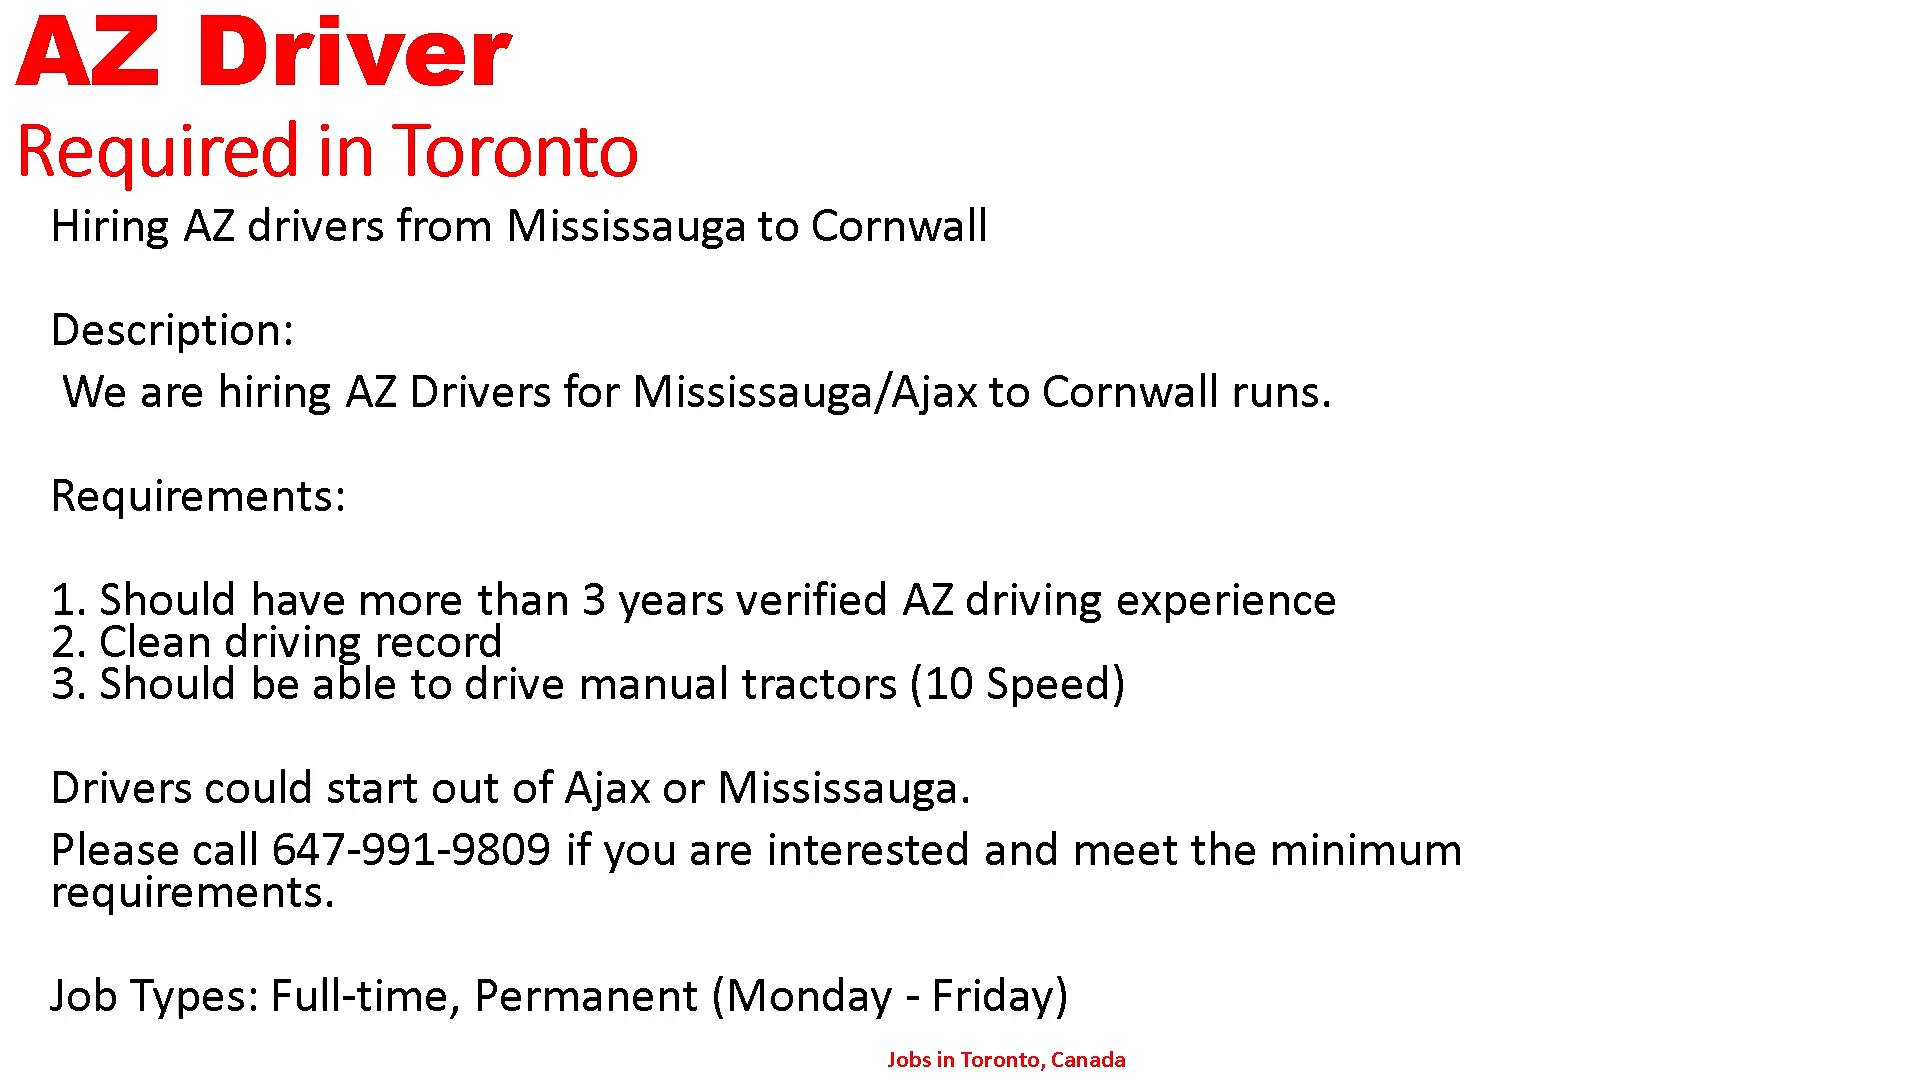 AZ Driver
Required in Toronto
Hiring AZ drivers from Mississauga to Cornwall
Description:
We are hiring AZ Drivers for Mississauga/Ajax to Cornwall runs.
Requirements:
1. Should have more than 3 years verified AZ driving experience
2. Clean driving record
3. Should be able to drive manual tractors (10 Speed)
Drivers could start out of Ajax or Mississauga.
Please call 647-991-9809 if you are interested and meet the minimum
requirements.
Job Types: Full-time, Permanent (Monday - Friday)
Jobs in Toronto, Canada